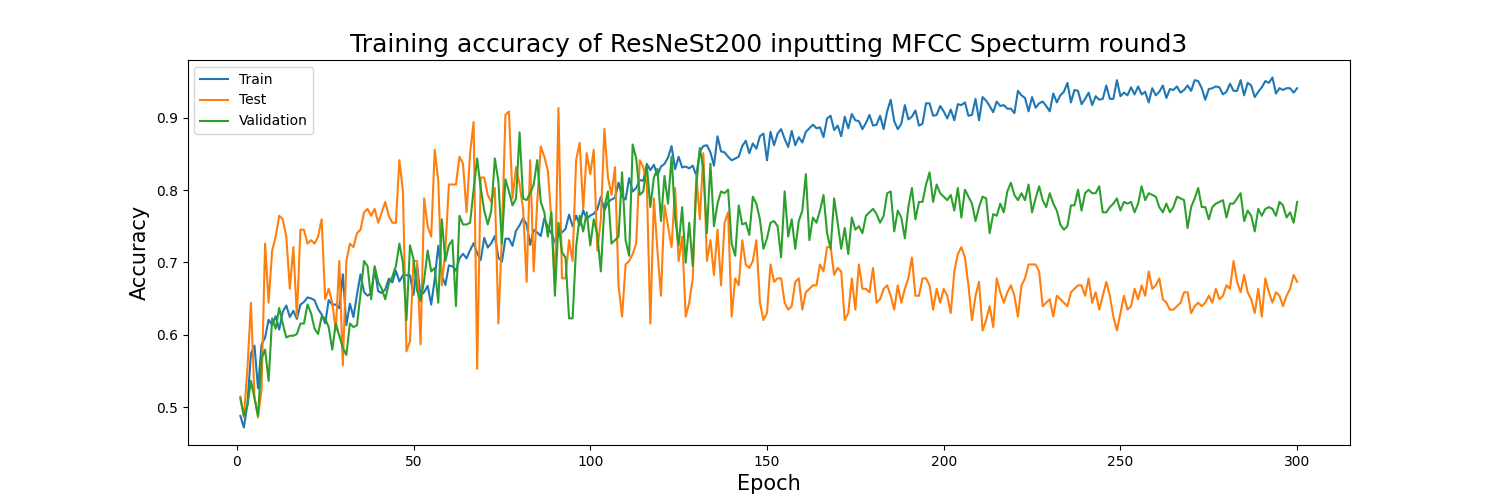 Training accuracy of ResNeSt200 inputting MFCC Specturm round3
Train
Test
Validation
Accuracy
0.9
0.8
0.7
0.6
0.5
0 50 100 150 200 250 300
Epoch